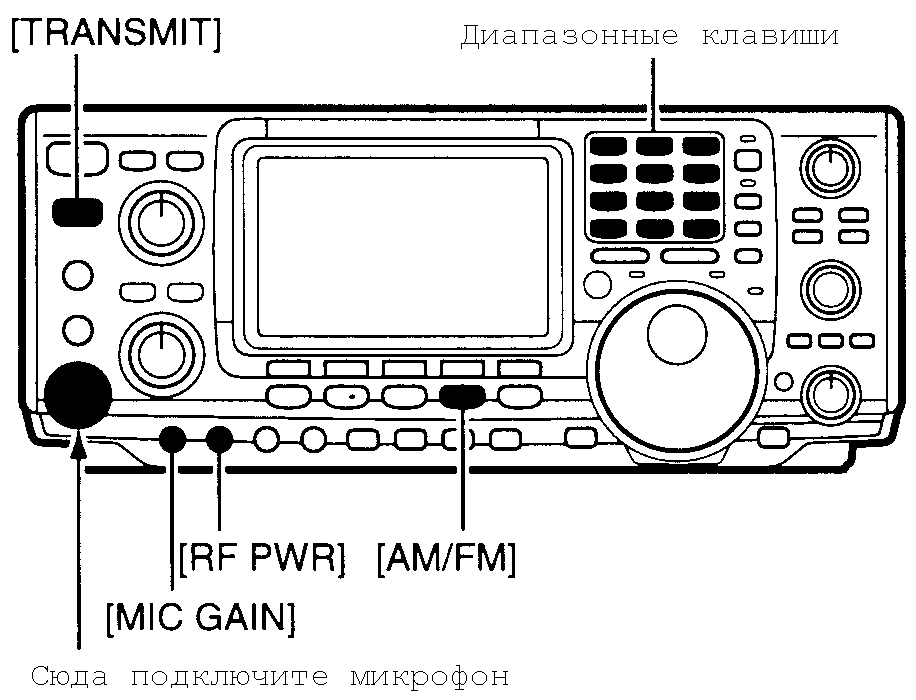 [TRANSMIT]
Диапазонные клавиши
[RF PWR]
[AM/FM]
[MIC GAIN]
Сюда подключите микрофон